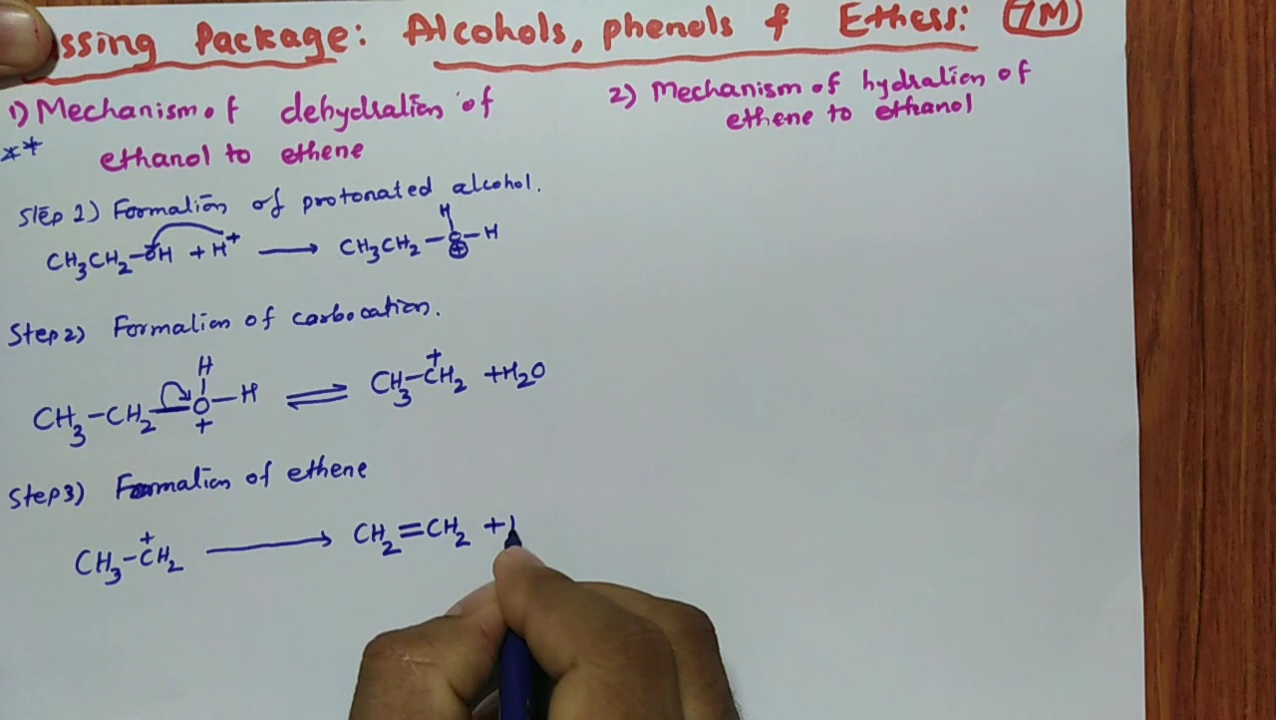 ssing Package: Alcohols, phenols & Ethers: (7M)
1) Mechanism of dehydration of
** ethanol to ethene
Step 1) Formation of protonated alcohol.
H
CH₃CH₂-OH + H⁺ ⟶ CH₃CH₂-O-H
⊕
Step 2) Formation of carbocation.
H
CH₃-CH₂-O-H ⇌ CH₃-C⁺H₂ + H₂O
+
Step 3) Formation of ethene
CH₃-C⁺H₂ ⟶ CH₂=CH₂ +
2) Mechanism of hydration of
ethene to ethanol